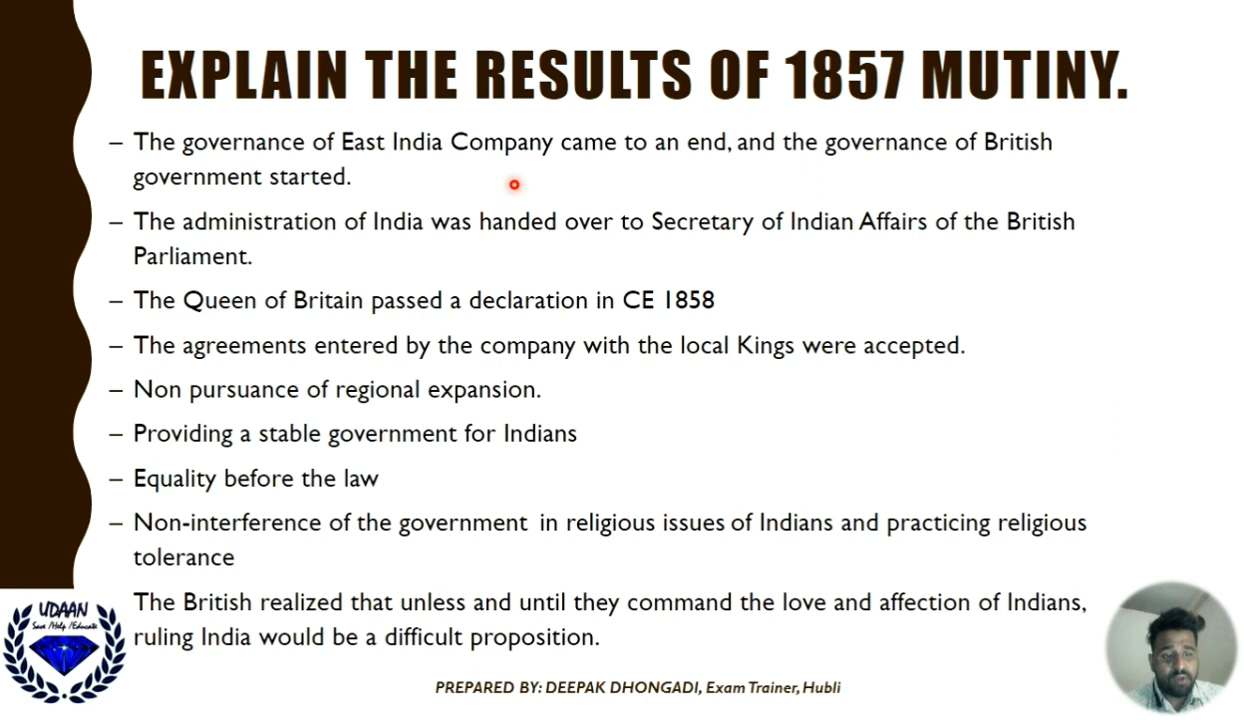 EXPLAIN THE RESULTS OF 1857 MUTINY.
– The governance of East India Company came to an end, and the governance of British
government started.
– The administration of India was handed over to Secretary of Indian Affairs of the British
Parliament.
– The Queen of Britain passed a declaration in CE 1858
– The agreements entered by the company with the local Kings were accepted.
– Non pursuance of regional expansion.
– Providing a stable government for Indians
– Equality before the law
– Non-interference of the government in religious issues of Indians and practicing religious
tolerance
The British realized that unless and until they command the love and affection of Indians,
ruling India would be a difficult proposition.
UDAAN
Save /Help /Educate
PREPARED BY: DEEPAK DHONGADI, Exam Trainer, Hubli